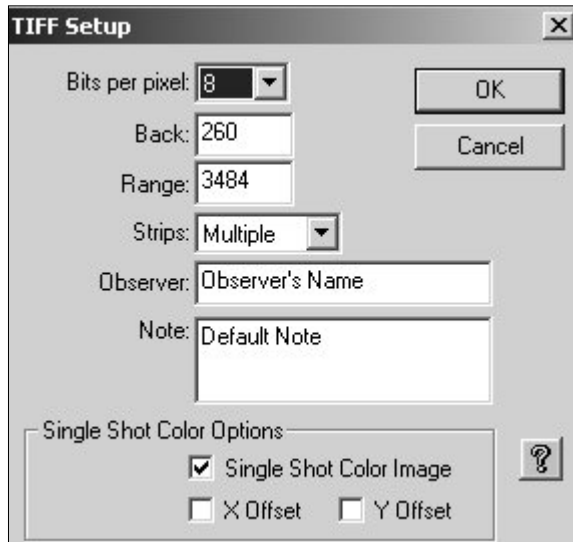 TIFF Setup
Bits per pixel: 8
OK
Back: 260
Cancel
Range: 3484
Strips: Multiple
Observer: Observer's Name
Note: Default Note
Single Shot Color Options
Single Shot Color Image
?
X Offset Y Offset